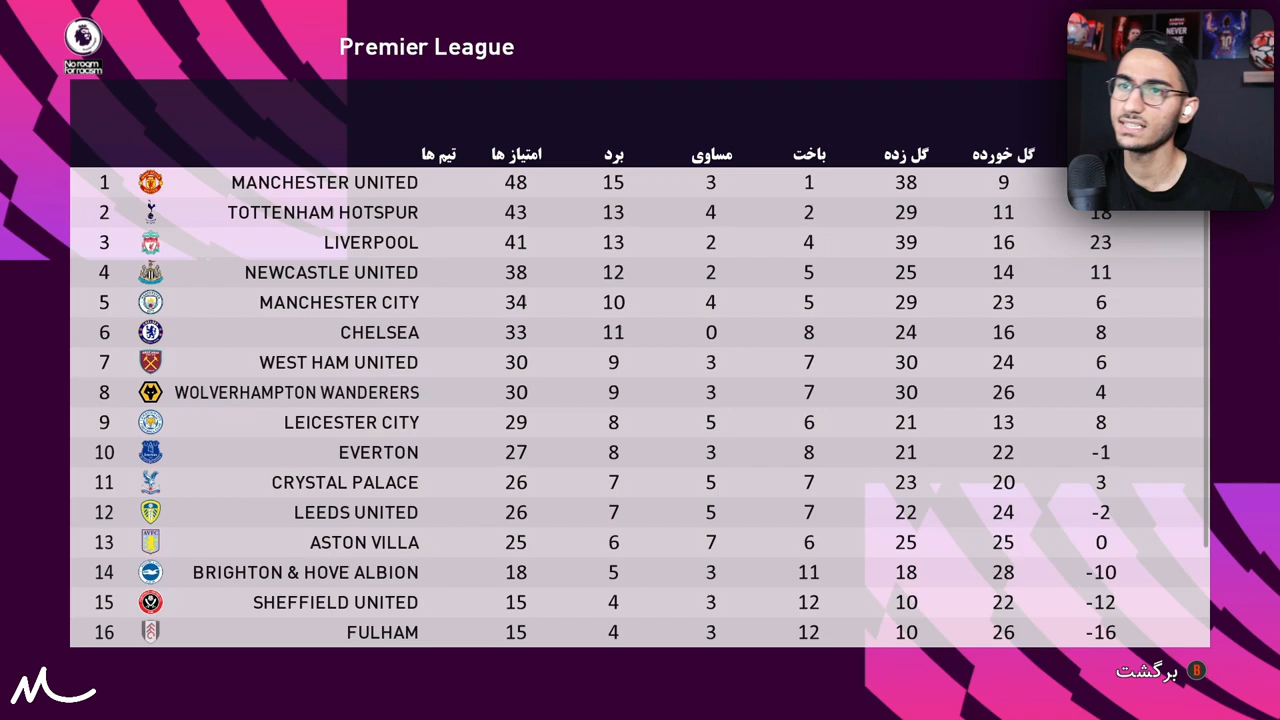 Premier League
No room
For racism
NEVER
10
تیم ها امتیاز ها برد مساوی باخت گل زده گل خورده
1 MANCHESTER UNITED 48 15 3 1 38 9
2 TOTTENHAM HOTSPUR 43 13 4 2 29 11 18
3 LIVERPOOL 41 13 2 4 39 16 23
4 NEWCASTLE UNITED 38 12 2 5 25 14 11
5 MANCHESTER CITY 34 10 4 5 29 23 6
6 CHELSEA 33 11 0 8 24 16 8
7 WEST HAM UNITED 30 9 3 7 30 24 6
8 WOLVERHAMPTON WANDERERS 30 9 3 7 30 26 4
9 LEICESTER CITY 29 8 5 6 21 13 8
10 EVERTON 27 8 3 8 21 22 -1
11 CRYSTAL PALACE 26 7 5 7 23 20 3
12 LEEDS UNITED 26 7 5 7 22 24 -2
13 ASTON VILLA 25 6 7 6 25 25 0
14 BRIGHTON & HOVE ALBION 18 5 3 11 18 28 -10
15 SHEFFIELD UNITED 15 4 3 12 10 22 -12
16 FULHAM 15 4 3 12 10 26 -16
برگشت B